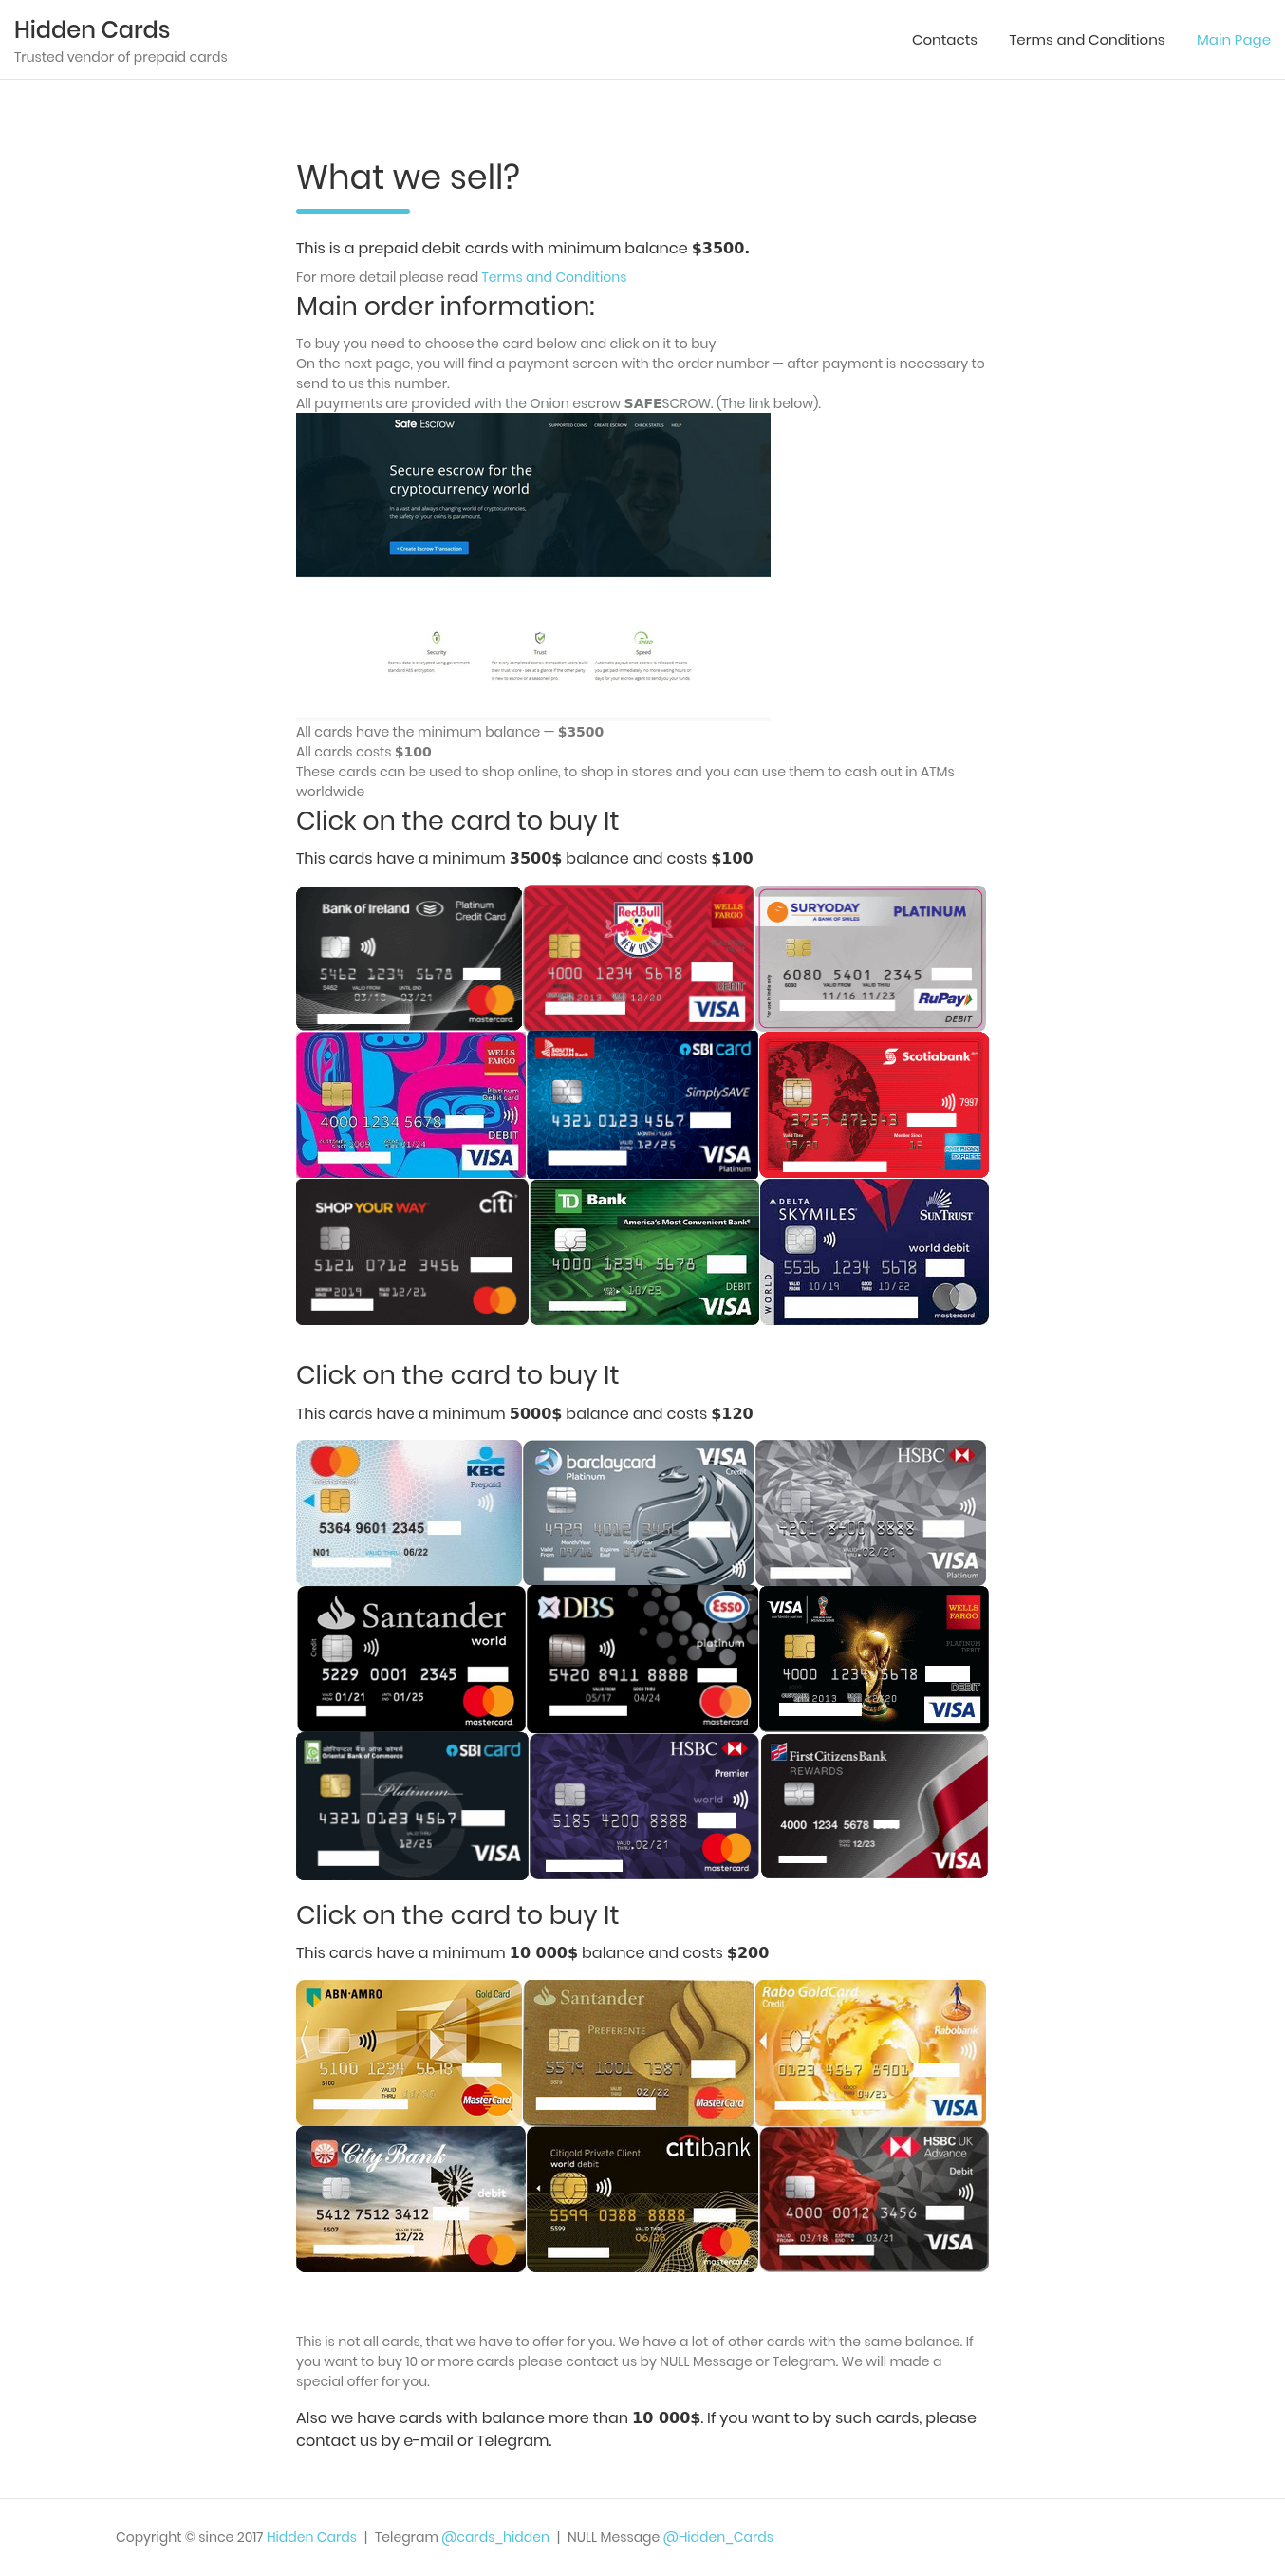 Hidden Cards
Trusted vendor of prepaid cards
Contacts
Terms and Conditions
Main Page
What we sell?
This is a prepaid debit cards with minimum balance $3500.
For more detail please read Terms and Conditions
Main order information:
To buy you need to choose the card below and click on it to buy
On the next page, you will find a payment screen with the order number — after payment is necessary to
send to us this number.
All payments are provided with the Onion escrow SAFESCROW. (The link below).
Safe Escrow
SUPPORTED COINS CREATE ESCROW CHECK STATUS HELP
Secure escrow for the
cryptocurrency world
In a vast and always changing world of cryptocurrencies,
the safety of your coins is paramount.
+ Create Escrow Transaction
Security
Trust
Speed
All cards have the minimum balance — $3500
All cards costs $100
These cards can be used to shop online, to shop in stores and you can use them to cash out in ATMs
worldwide
Click on the card to buy It
This cards have a minimum 3500$ balance and costs $100
Bank of Ireland
Platinum
Credit Card
5462 1234 5678
mastercard
RedBull
NEW YORK
WELLS
FARGO
4000 1234 5678
DEBIT
VISA
SURYODAY
A BANK OF SMILES
PLATINUM
6080 5401 2345
11/16 11/23
RuPay
DEBIT
WELLS
FARGO
Platinum
Debit card
4000 1234 5678
DEBIT
VISA
SOUTH
INDIAN Bank
SBI card
SimplySAVE
4321 0123 4567
12/25
VISA
Platinum
Scotiabank
7997
3759 876543
AMERICAN
EXPRESS
SHOP YOUR WAY
citi
5121 0712 3456
2019 12/21
TD Bank
America's Most Convenient Bank
4000 1234 5678
10/23
DEBIT
VISA
DELTA
SKYMILES
SUNTRUST
world debit
5536 1234 5678
10/19 10/22
WORLD
mastercard
Click on the card to buy It
This cards have a minimum 5000$ balance and costs $120
mastercard
KBC
Prepaid
5364 9601 2345
N01
VALID THRU 06/22
barclaycard
Platinum
VISA
Credit
4929 4012 3456
HSBC
4201 8400 8888
02/21
VISA
Platinum
Santander
world
Credit
5229 0001 2345
01/21 01/25
mastercard
DBS
Esso
platinum
5420 8911 8888
05/17 04/24
mastercard
VISA
WELLS
FARGO
PLATINUM
DEBIT
4000 1234 5678
DEBIT
VISA
Oriental Bank of Commerce
SBI card
Platinum
4321 0123 4567
12/25
VISA
HSBC
Premier
world
5185 4200 8888
02/21
mastercard
First Citizens Bank
REWARDS
4000 1234 5678
12/23
VISA
Click on the card to buy It
This cards have a minimum 10 000$ balance and costs $200
ABN·AMRO
Gold Card
5100 1234 5678
5100
MasterCard
Santander
PREFERENTE
5579 1001 7387
02/22
MasterCard
Rabo GoldCard
Credit
Rabobank
0123 4567 8901
04/21
VISA
City Bank
debit
5412 7512 3412
5507
12/22
Citigold Private Client
world debit
citibank
5599 0388 8888
5599
mastercard
HSBC UK
Advance
Debit
4000 0012 3456
03/18 03/21
VISA
This is not all cards, that we have to offer for you. We have a lot of other cards with the same balance. If
you want to buy 10 or more cards please contact us by NULL Message or Telegram. We will made a
special offer for you.
Also we have cards with balance more than 10 000$. If you want to by such cards, please
contact us by e-mail or Telegram.
Copyright © since 2017 Hidden Cards | Telegram @cards_hidden | NULL Message @Hidden_Cards